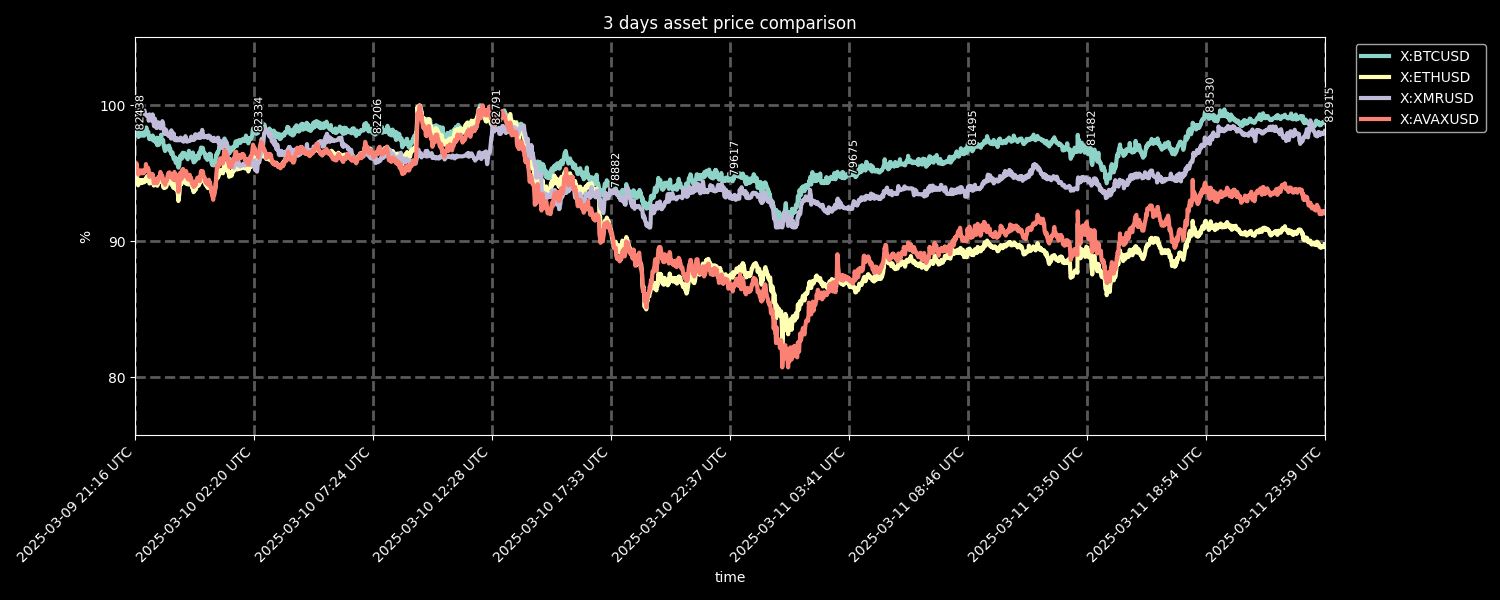 3 days asset price comparison
X:BTCUSD
X:ETHUSD
X:XMRUSD
X:AVAXUSD
100
90
80
%
82334
82206
82791
78882
79617
79675
81495
81482
83530
82915
2025-03-09 21:16 UTC
2025-03-10 02:20 UTC
2025-03-10 07:24 UTC
2025-03-10 12:28 UTC
2025-03-10 17:33 UTC
2025-03-10 22:37 UTC
2025-03-11 03:41 UTC
2025-03-11 08:46 UTC
2025-03-11 13:50 UTC
2025-03-11 18:54 UTC
2025-03-11 23:59 UTC
time